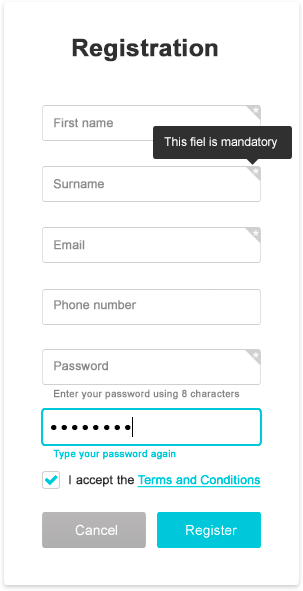 Registration
First name
This fiel is mandatory
Surname
Email
Phone number
Password
Enter your password using 8 characters
••••••••
Type your password again
I accept the Terms and Conditions
Cancel
Register